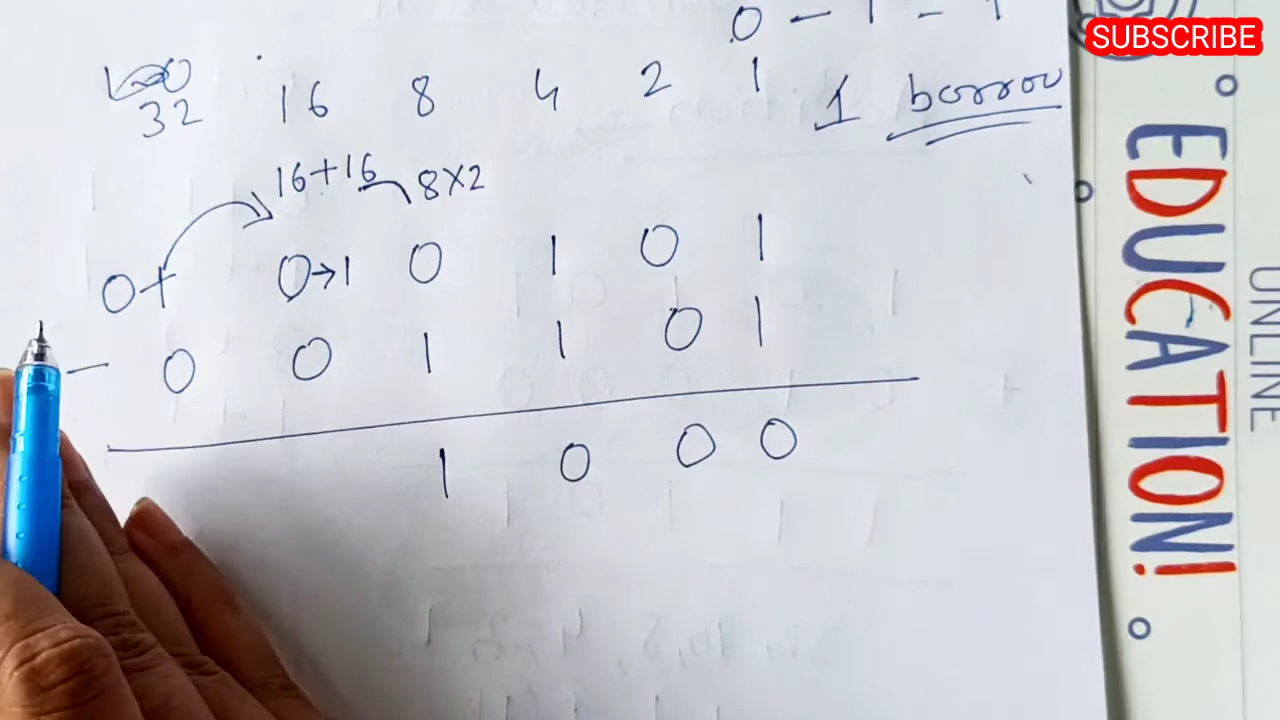 0 - 1 - 1
SUBSCRIBE
32 16 8 4 2 1 1 borrow
16+16 8×2
0+ 0→1 0 1 0 1
- 0 0 1 1 0 1
1 0 0 0
EDUCATION!
ONLINE